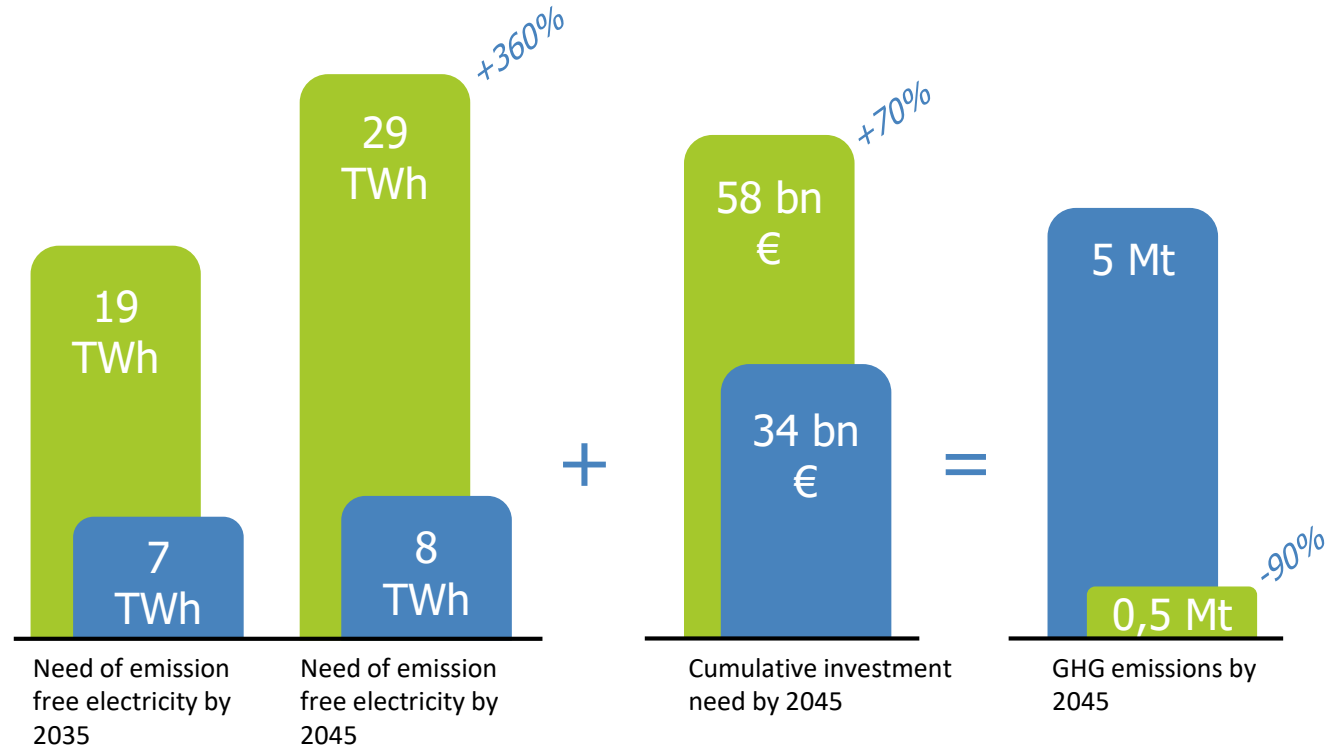 +360%
29
TWh
+70%
58 bn
€
5 Mt
19
TWh
34 bn
€
+
=
7
TWh
8
TWh
-90%
0,5 Mt
Need of emission
free electricity by
2035
Need of emission
free electricity by
2045
Cumulative investment
need by 2045
GHG emissions by
2045